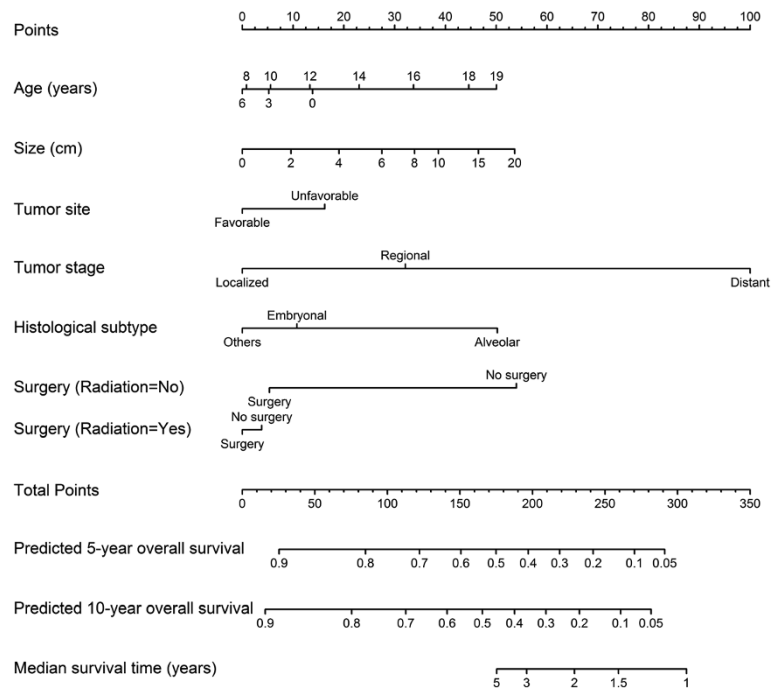 Points
0 10 20 30 40 50 60 70 80 90 100
8 10 12 14 16 18 19
Age (years)
6 3 0
Size (cm)
0 2 4 6 8 10 15 20
Unfavorable
Tumor site
Favorable
Regional
Tumor stage
Localized Distant
Embryonal
Histological subtype
Others Alveolar
No surgery
Surgery (Radiation=No)
Surgery
No surgery
Surgery (Radiation=Yes)
Surgery
Total Points
0 50 100 150 200 250 300 350
Predicted 5-year overall survival
0.9 0.8 0.7 0.6 0.5 0.4 0.3 0.2 0.1 0.05
Predicted 10-year overall survival
0.9 0.8 0.7 0.6 0.5 0.4 0.3 0.2 0.1 0.05
Median survival time (years)
5 3 2 1.5 1